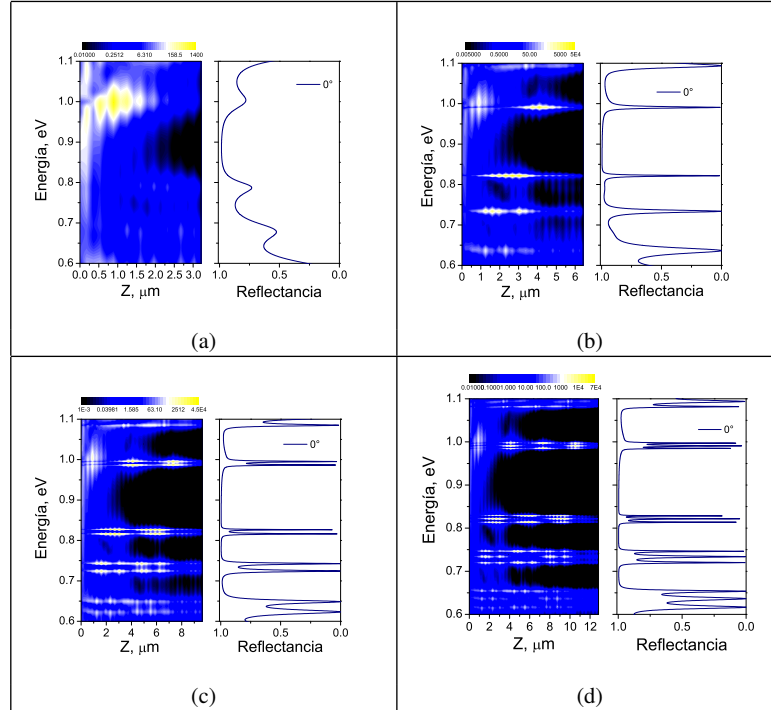 0.01000 0.2512 6.310 158.5 1400
1.1
1.0
0.9
0.8
0.7
0.6
Energía, eV
0.0 0.5 1.0 1.5 2.0 2.5 3.0
Z, μm
0°
1.0 0.5 0.0
Reflectancia
(a)
0.005000 0.5000 50.00 5000 5E4
1.1
1.0
0.9
0.8
0.7
0.6
Energía, eV
0 1 2 3 4 5 6
Z, μm
0°
1.0 0.5 0.0
Reflectancia
(b)
1E-3 0.03981 1.585 63.10 2512 4.5E4
1.1
1.0
0.9
0.8
0.7
0.6
Energía, eV
0 2 4 6 8
Z, μm
0°
1.0 0.5 0.0
Reflectancia
(c)
0.01000 0.1000 1.000 10.00 100.0 1000 1E4 7E4
1.1
1.0
0.9
0.8
0.7
0.6
Energía, eV
0 2 4 6 8 10 12
Z, μm
0°
1.0 0.5 0.0
Reflectancia
(d)